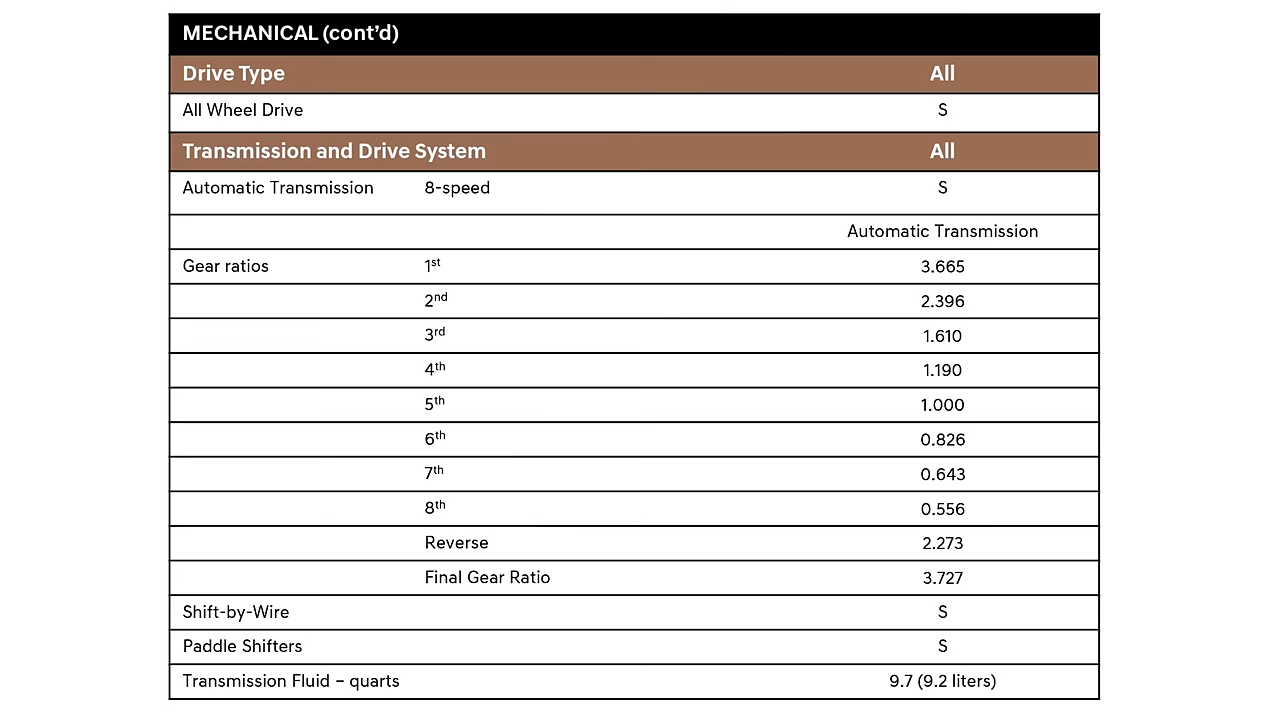 MECHANICAL (cont’d)
Drive Type All
All Wheel Drive S
Transmission and Drive System All
Automatic Transmission 8-speed S
Automatic Transmission
Gear ratios 1st 3.665
2nd 2.396
3rd 1.610
4th 1.190
5th 1.000
6th 0.826
7th 0.643
8th 0.556
Reverse 2.273
Final Gear Ratio 3.727
Shift-by-Wire S
Paddle Shifters S
Transmission Fluid – quarts 9.7 (9.2 liters)